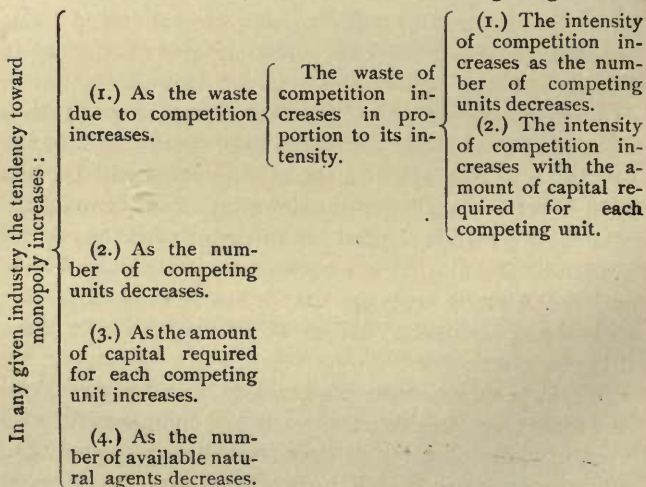 In any given industry the tendency toward
monopoly increases :
(1.) As the waste
due to competition
increases.
The waste of
competition in-
creases in pro-
portion to its in-
tensity.
(1.) The intensity
of competition in-
creases as the num-
ber of competing
units decreases.
(2.) The intensity
of competition in-
creases with the a-
mount of capital re-
quired for each
competing unit.
(2.) As the num-
ber of competing
units decreases.
(3.) As the amount
of capital required
for each competing
unit increases.
(4.) As the num-
ber of available natu-
ral agents decreases.